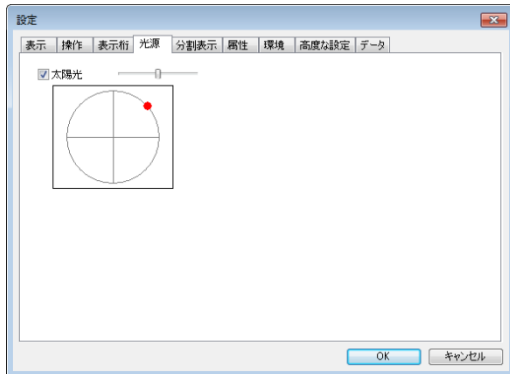 設定
表示 操作 表示桁 光源 分割表示 属性 環境 高度な設定 データ
太陽光
OK キャンセル